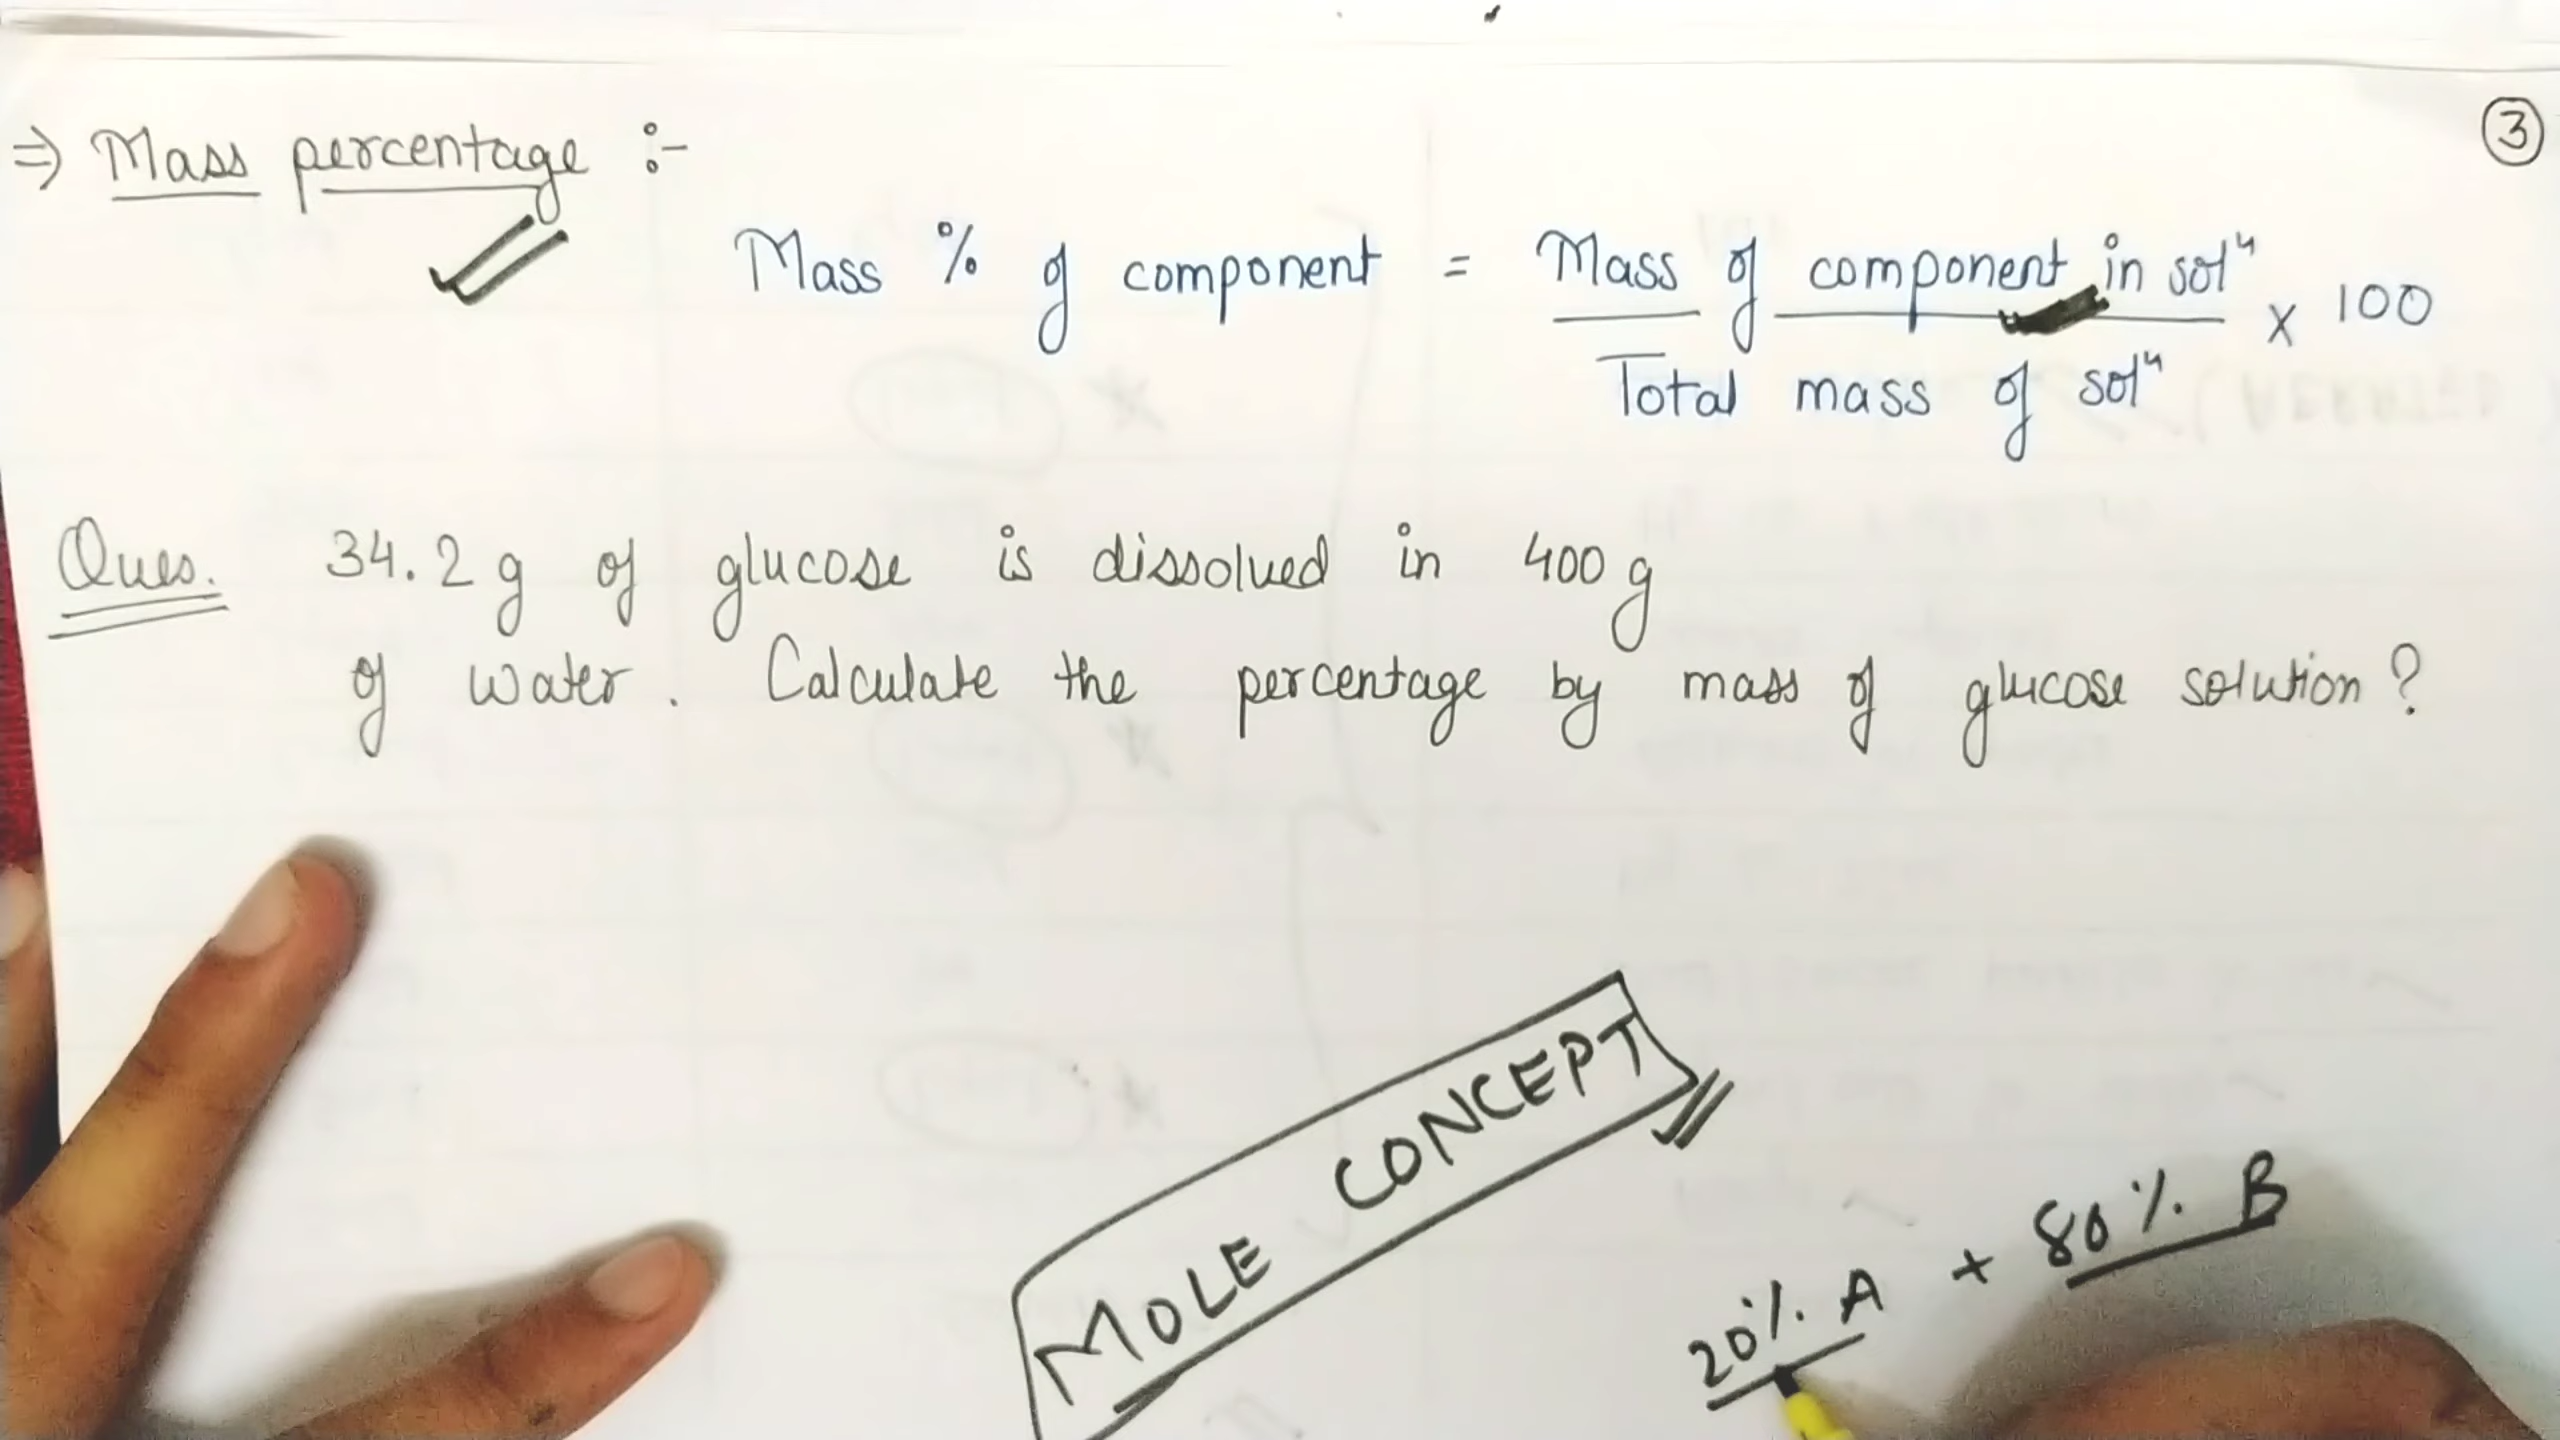 ⇒ Mass percentage :-
③
Mass % of component = Mass of component in solⁿ × 100
Total mass of solⁿ
Ques. 34.2 g of glucose is dissolved in 400 g
of water. Calculate the percentage by mass of glucose solution?
MOLE CONCEPT
20% A + 80% B